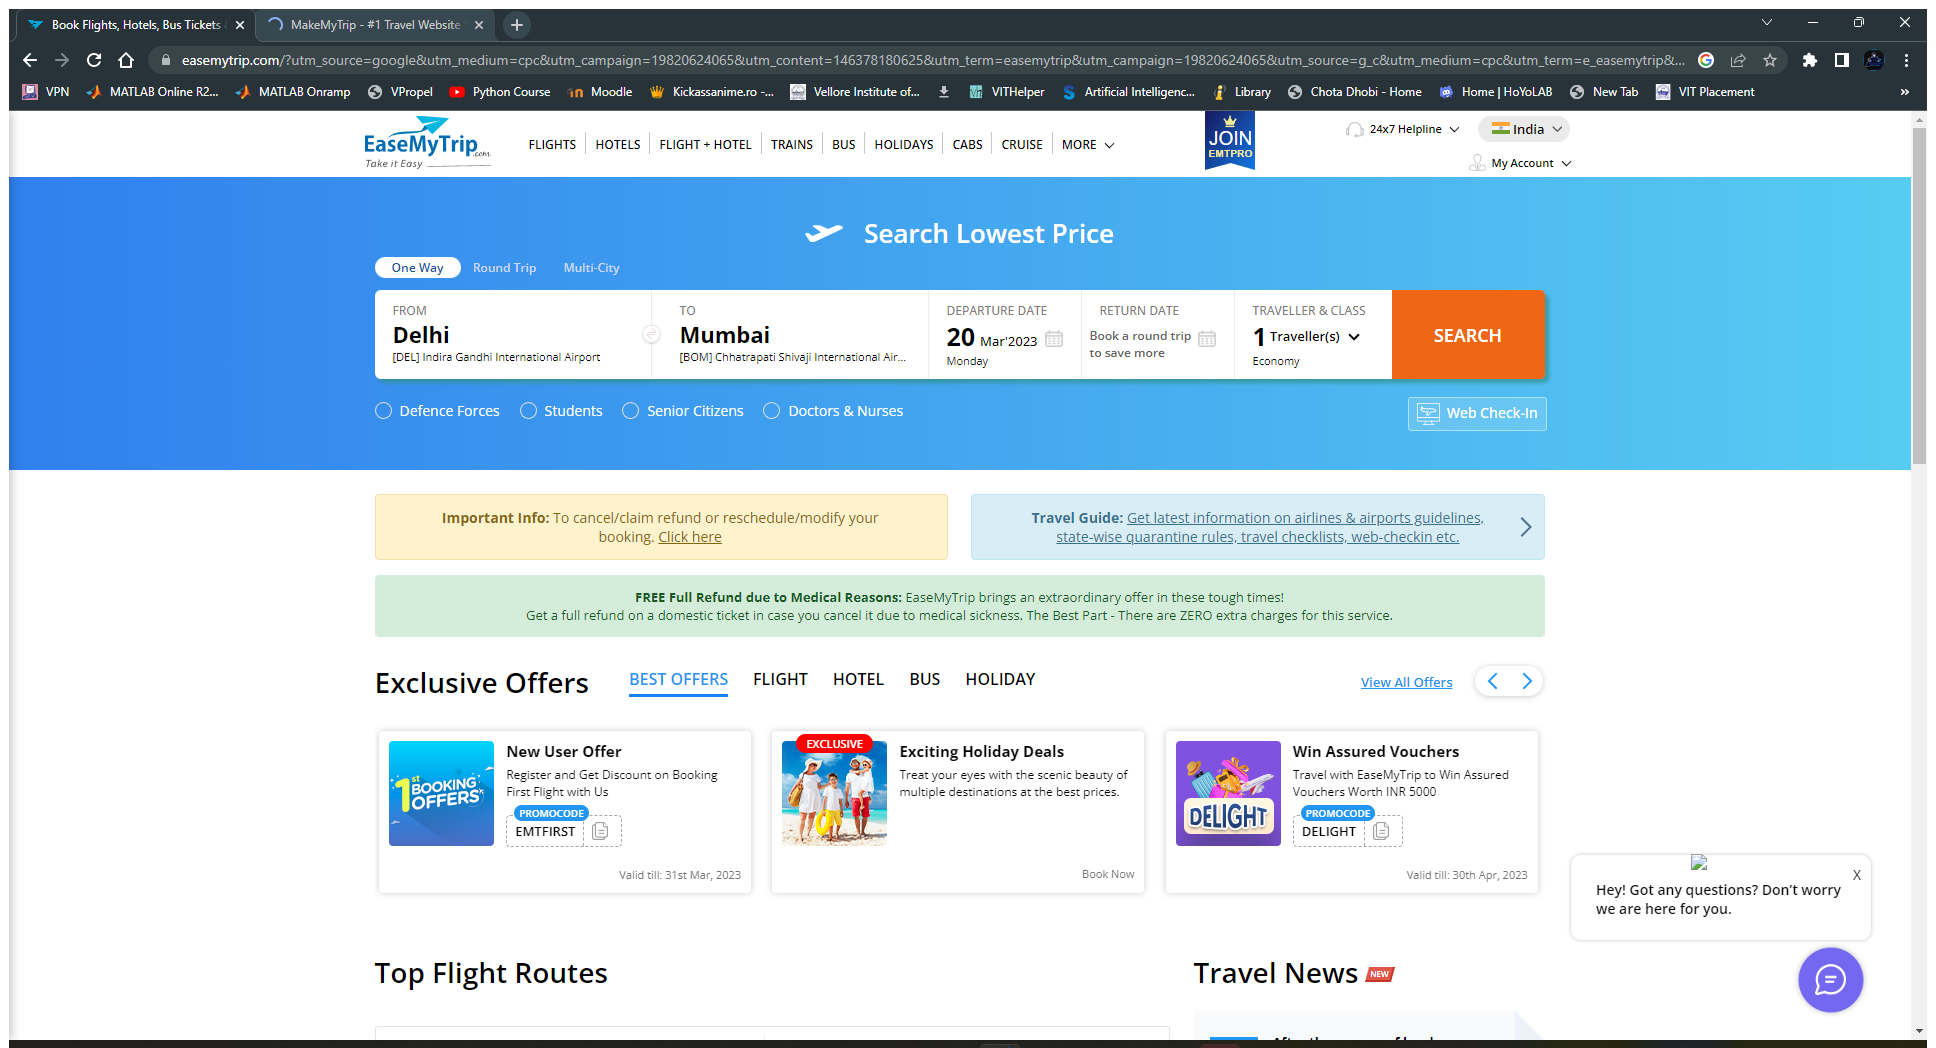 Book Flights, Hotels, Bus Tickets
MakeMyTrip - #1 Travel Website
easemytrip.com/?utm_source=google&utm_medium=cpc&utm_campaign=19820624065&utm_content=146378180625&utm_term=easemytrip&utm_campaign=19820624065&utm_source=g_c&utm_medium=cpc&utm_term=e_easemytrip&...
VPN MATLAB Online R2... MATLAB Onramp VPropel Python Course Moodle Kickassanime.ro -... Vellore Institute of... VITHelper Artificial Intelligenc... Library Chota Dhobi - Home Home | HoYoLAB New Tab VIT Placement »
EaseMyTrip.com
Take it Easy
FLIGHTS HOTELS FLIGHT + HOTEL TRAINS BUS HOLIDAYS CABS CRUISE MORE
JOIN
EMTPRO
24x7 Helpline India
My Account
Search Lowest Price
One Way Round Trip Multi-City
FROM TO DEPARTURE DATE RETURN DATE TRAVELLER & CLASS
Delhi Mumbai 20 Mar'2023 Book a round trip to save more 1 Traveller(s) SEARCH
[DEL] Indira Gandhi International Airport [BOM] Chhatrapati Shivaji International Air... Monday Economy
Defence Forces Students Senior Citizens Doctors & Nurses Web Check-In
Important Info: To cancel/claim refund or reschedule/modify your
booking. Click here
Travel Guide: Get latest information on airlines & airports guidelines,
state-wise quarantine rules, travel checklists, web-checkin etc.
FREE Full Refund due to Medical Reasons: EaseMyTrip brings an extraordinary offer in these tough times!
Get a full refund on a domestic ticket in case you cancel it due to medical sickness. The Best Part - There are ZERO extra charges for this service.
Exclusive Offers BEST OFFERS FLIGHT HOTEL BUS HOLIDAY View All Offers
1st BOOKING OFFERS
New User Offer
Register and Get Discount on Booking
First Flight with Us
PROMOCODE
EMTFIRST
Valid till: 31st Mar, 2023
EXCLUSIVE
Exciting Holiday Deals
Treat your eyes with the scenic beauty of
multiple destinations at the best prices.
Book Now
DELIGHT
Win Assured Vouchers
Travel with EaseMyTrip to Win Assured
Vouchers Worth INR 5000
PROMOCODE
DELIGHT
Valid till: 30th Apr, 2023
X
Hey! Got any questions? Don't worry
we are here for you.
Top Flight Routes
Travel News NEW